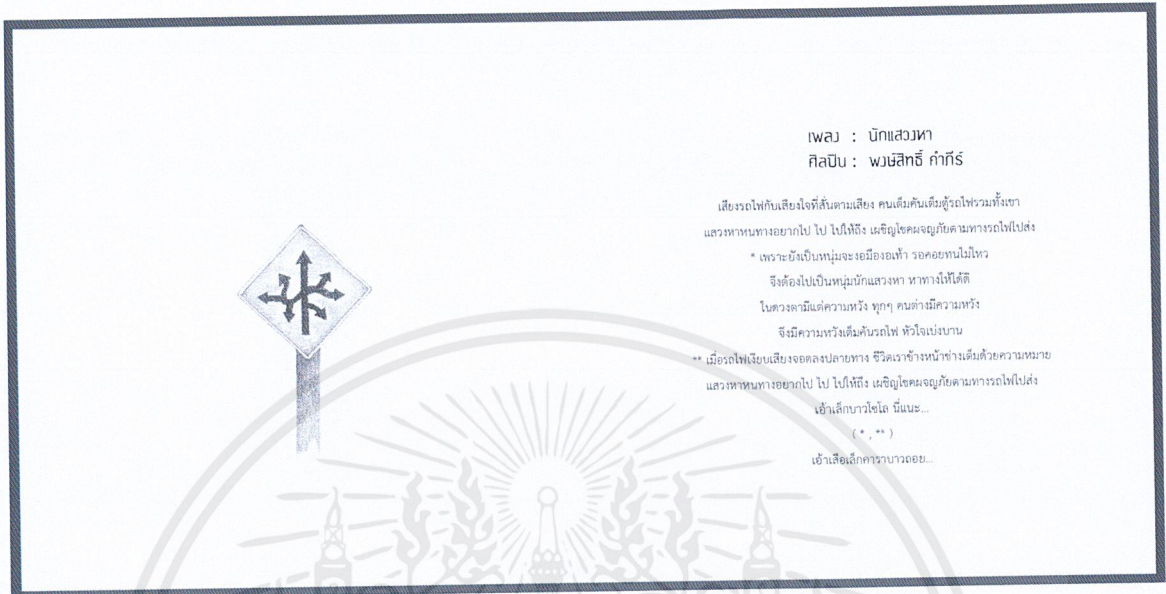 เพลง : นักแสวงหา
ศิลปิน : พงษ์สิทธิ์ คำภีร์
เสียงรถไฟกับเสียงใจที่สั่นตามเสียง คนเต็มคันเต็มตู้รถไฟรวมทั้งเขา
แสวงหาหนทางอยากไป ไป ไปให้ถึง เผชิญโชคผจญภัยตามทางรถไฟไปส่ง
* เพราะยังเป็นหนุ่มจะงอมืองอเท้า รอคอยทนไม่ไหว
จึงต้องไปเป็นหนุ่มนักแสวงหา หาทางให้ได้ดี
ในดวงตามีแต่ความหวัง ทุกๆ คนต่างมีความหวัง
จึงมีความหวังเต็มคันรถไฟ หัวใจเบ่งบาน
** เมื่อรถไฟเงียบเสียงจอดลงปลายทาง ชีวิตเราข้างหน้าช่างเต็มด้วยความหมาย
แสวงหาหนทางอยากไป ไป ไปให้ถึง เผชิญโชคผจญภัยตามทางรถไฟไปส่ง
เอ้าเล็กบาวโซโล นี่แนะ...
( * , ** )
เอ้าเสือเล็กคาราบาวถอย...